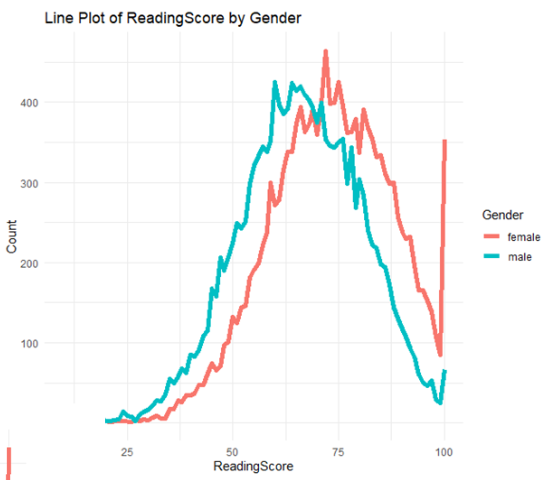 Line Plot of ReadingScore by Gender
400
300
200
100
Count
25
50
75
100
ReadingScore
Gender
female
male